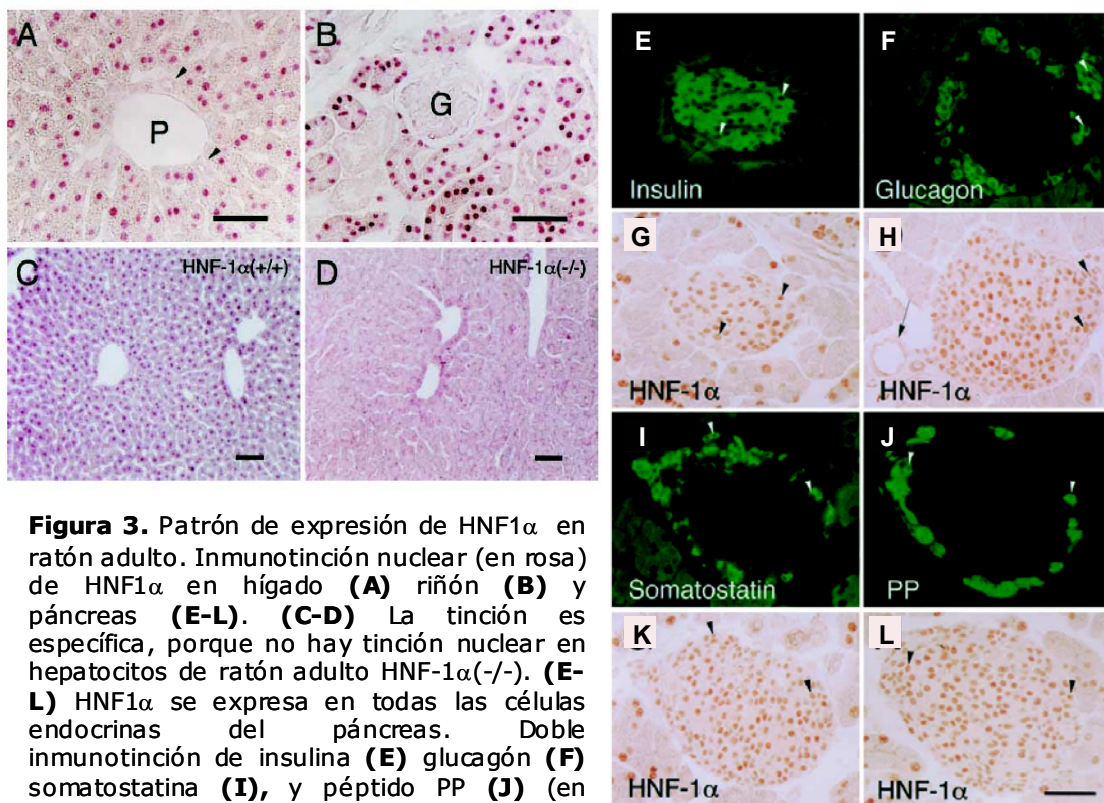 A
B
P
G
C
HNF-1α(+/+)
D
HNF-1α(-/-)
E
Insulin
F
Glucagon
G
HNF-1α
H
HNF-1α
I
Somatostatin
J
PP
K
HNF-1α
L
HNF-1α
Figura 3. Patrón de expresión de HNF1α en
ratón adulto. Inmunotinción nuclear (en rosa)
de HNF1α en hígado (A) riñón (B) y
páncreas (E-L). (C-D) La tinción es
específica, porque no hay tinción nuclear en
hepatocitos de ratón adulto HNF-1α(-/-). (E-
L) HNF1α se expresa en todas las células
endocrinas del páncreas. Doble
inmunotinción de insulina (E) glucagón (F)
somatostatina (I), y péptido PP (J) (en